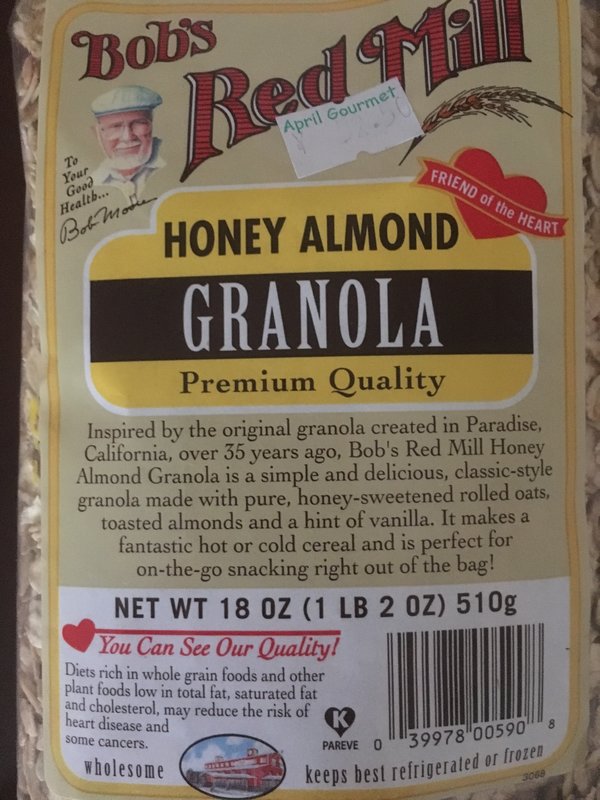 Bob's
Red Mill
April Gourmet
To
Your
Good
Health...
Bob Moore
FRIEND of the HEART
HONEY ALMOND
GRANOLA
Premium Quality
Inspired by the original granola created in Paradise,
California, over 35 years ago, Bob's Red Mill Honey
Almond Granola is a simple and delicious, classic-style
granola made with pure, honey-sweetened rolled oats,
toasted almonds and a hint of vanilla. It makes a
fantastic hot or cold cereal and is perfect for
on-the-go snacking right out of the bag!
NET WT 18 OZ (1 LB 2 OZ) 510g
You Can See Our Quality!
Diets rich in whole grain foods and other
plant foods low in total fat, saturated fat
and cholesterol, may reduce the risk of
heart disease and
some cancers.
K
PAREVE
0 39978 00590 8
wholesome
keeps best refrigerated or frozen
3068